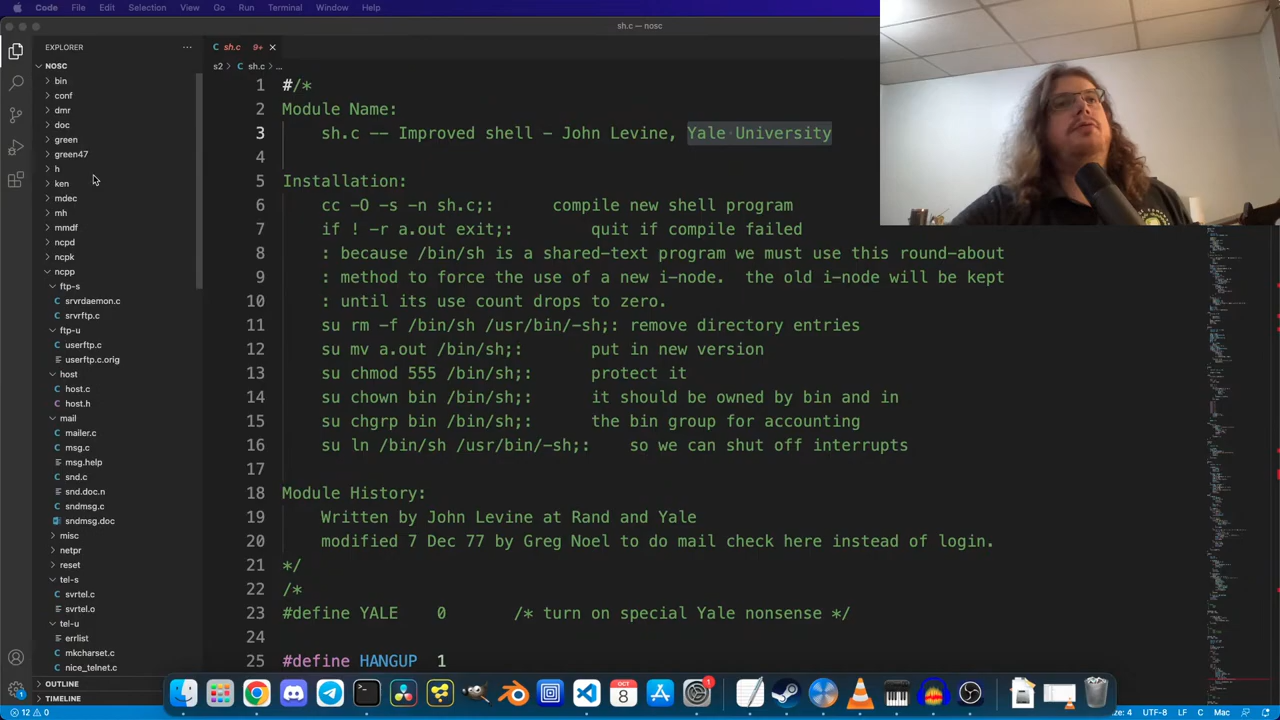 Code File Edit Selection View Go Run Terminal Window Help
sh.c — nosc
EXPLORER
sh.c 9+
NOSC
s2 > sh.c > ...
bin
conf
dmr
doc
green
green47
h
ken
mdec
mh
mmdf
ncpd
ncpk
ncpp
ftp-s
srvrdaemon.c
srvrftp.c
ftp-u
userftp.c
userftp.c.orig
host
host.c
host.h
mail
mailer.c
msg.c
msg.help
snd.c
snd.doc.n
sndmsg.c
sndmsg.doc
misc
netpr
reset
tel-s
svrtel.c
svrtel.o
tel-u
errlist
mkcharset.c
nice_telnet.c
OUTLINE
TIMELINE
1 #/*
2 Module Name:
3 sh.c -- Improved shell - John Levine, Yale University
4
5 Installation:
6 cc -O -s -n sh.c;: compile new shell program
7 if ! -r a.out exit;: quit if compile failed
8 : because /bin/sh is a shared text program we must use this round-about
9 : method to force the use of a new i-node. the old i-node will be kept
10 : until its use count drops to zero.
11 su rm -f /bin/sh /usr/bin/-sh;: remove directory entries
12 su mv a.out /bin/sh;: put in new version
13 su chmod 555 /bin/sh;: protect it
14 su chown bin /bin/sh;: it should be owned by bin and in
15 su chgrp bin /bin/sh;: the bin group for accounting
16 su ln /bin/sh /usr/bin/-sh;: so we can shut off interrupts
17
18 Module History:
19 Written by John Levine at Rand and Yale
20 modified 7 Dec 77 by Greg Noel to do mail check here instead of login.
21 */
22 /*
23 #define YALE 0 /* turn on special Yale nonsense */
24
25 #define HANGUP 1
OCT
8
1
12 0
Size: 4 UTF-8 LF C Mac